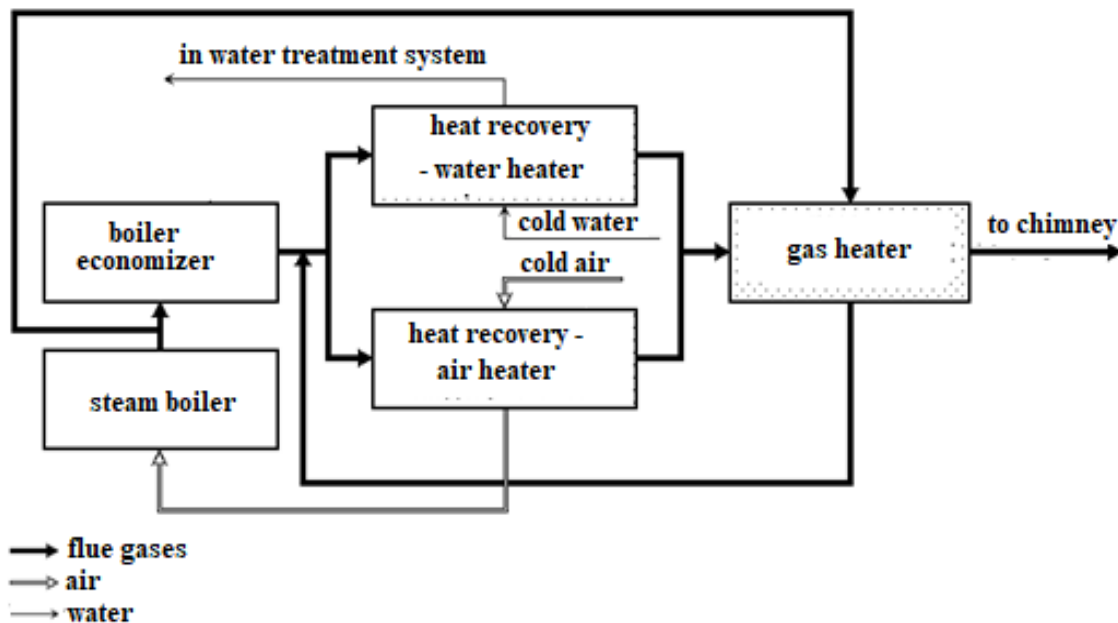 in water treatment system
heat recovery
- water heater
cold water
boiler
economizer
gas heater
to chimney
cold air
heat recovery -
air heater
steam boiler
flue gases
air
water